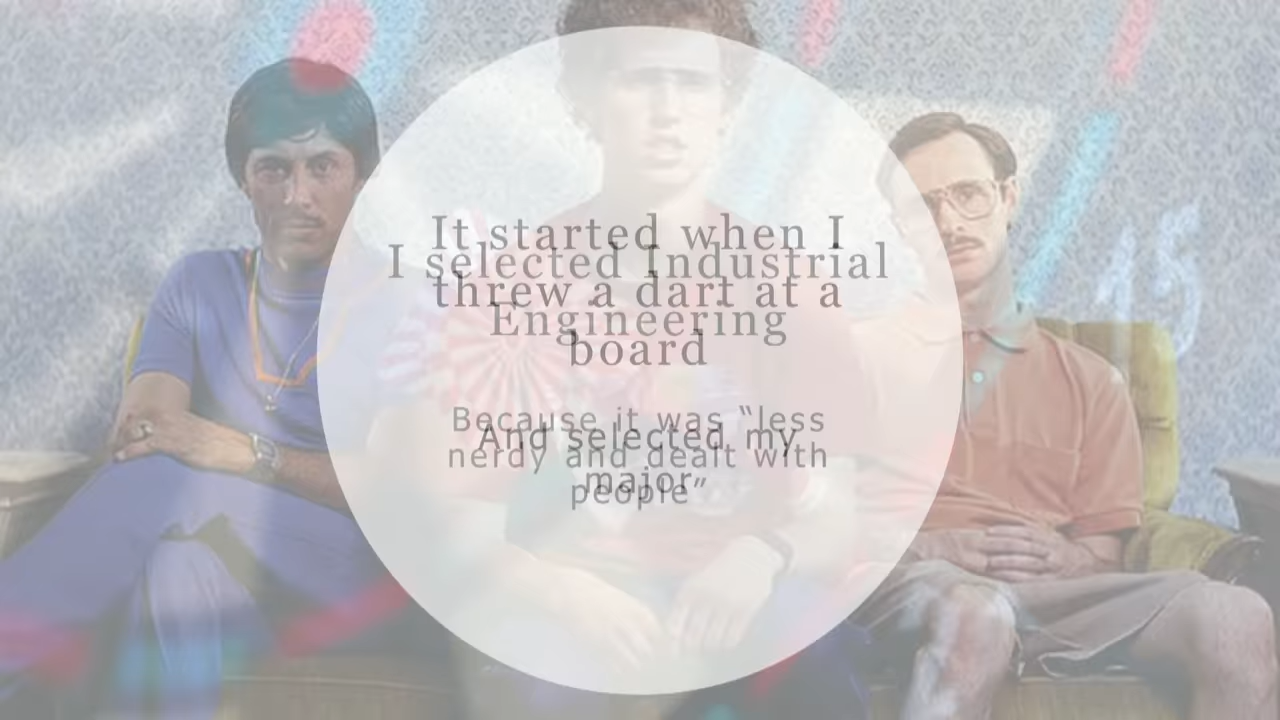 It started when I
threw a dart at a
board
And selected my
major
I selected Industrial
Engineering
Because it was “less
nerdy and dealt with
people”
15